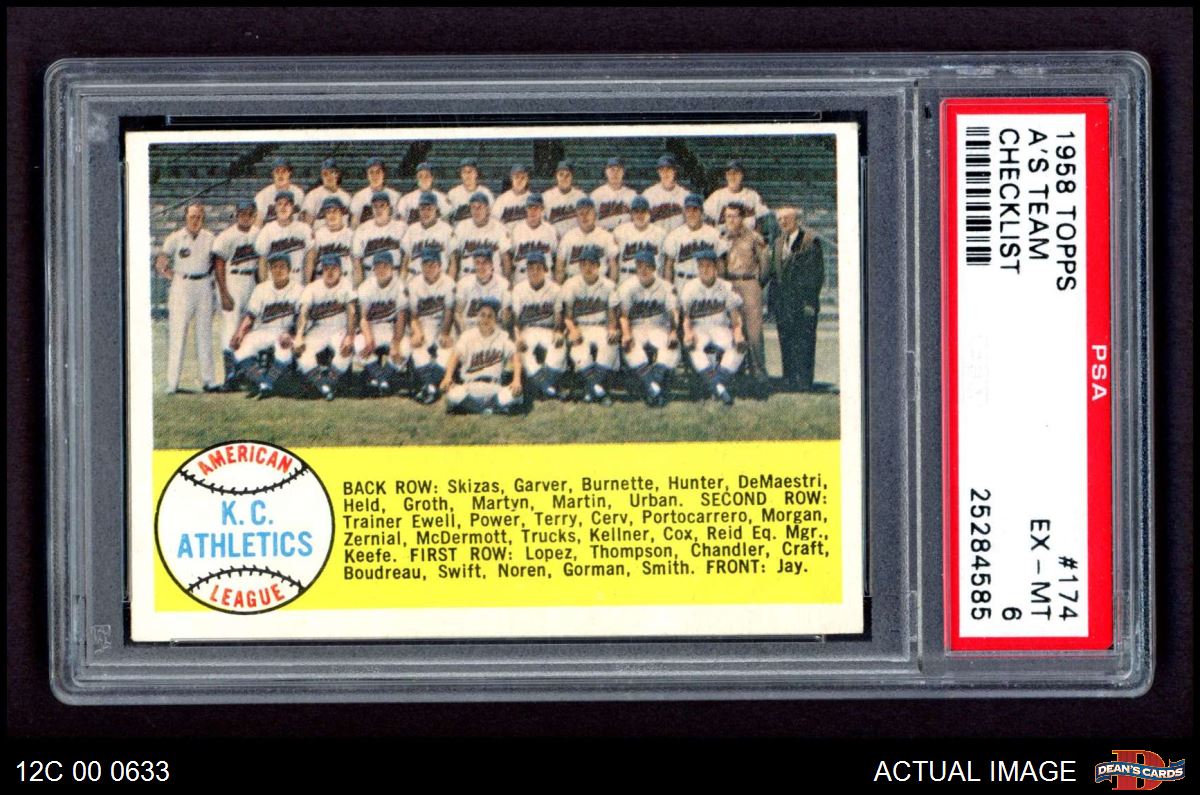 AMERICAN
K. C.
ATHLETICS
LEAGUE
BACK ROW: Skizas, Garver, Burnette, Hunter, DeMaestri,
Held, Groth, Martyn, Martin, Urban. SECOND ROW:
Trainer Ewell, Power, Terry, Cerv, Portocarrero, Morgan,
Zernial, McDermott, Trucks, Kellner, Cox, Reid Eq. Mgr.,
Keefe. FIRST ROW: Lopez, Thompson, Chandler, Craft,
Boudreau, Swift, Noren, Gorman, Smith. FRONT: Jay.
PSA
1958 TOPPS #174
A'S TEAM EX - MT
CHECKLIST 6
25284585
12C 00 0633
ACTUAL IMAGE
D
DEAN'S CARDS